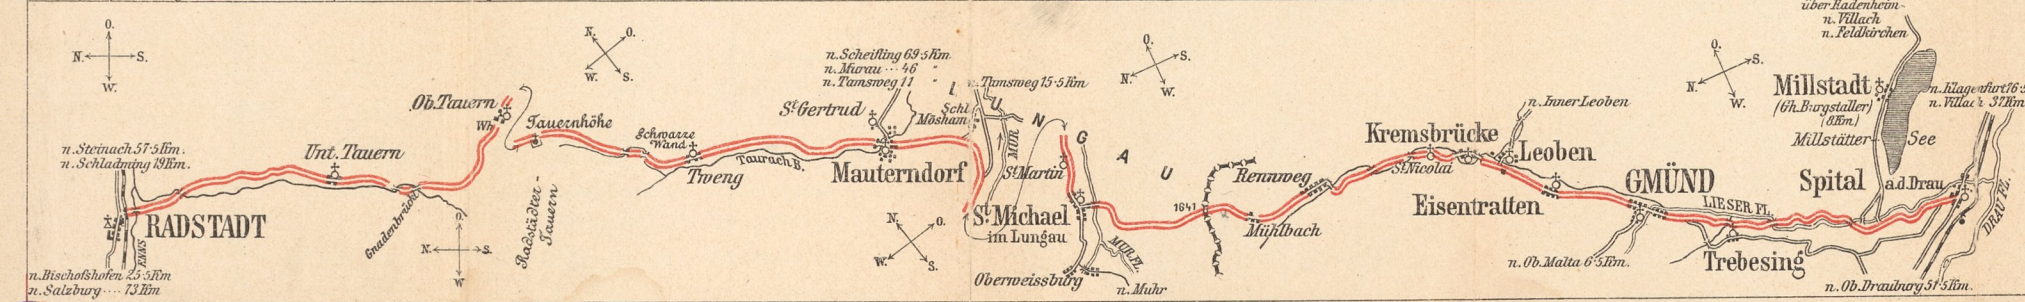 O.
N. S.
W.
n. Steinach 57·5 Km.
n. Schladming 19 Km.
RADSTADT
ENNS
n. Bischofshofen 25·5 Km
n. Salzburg ···· 73 Km
Unt. Tauern
Gnadenbrücke
O.
N. S.
W
Ob. Tauern
Wh.
Radstädter-
Tauern
Tauernhöhe
N. O.
W. S.
Schwarze
Wand
Tweng
Taurach B.
n. Scheifling 69·5 Km
n. Murau ··· 46 "
n. Tamsweg 11 "
St. Gertrud
Mauterndorf
Schl.
Mösham
n. Tamsweg 15·5 Km
LUNGAU
MUR
St. Martin
N. O.
W. S.
St. Michael
im Lungau
Oberweissburg
MUR FL.
n. Muhr
O.
N. S.
W.
1641
Rennweg
Mühlbach
Kremsbrücke
St. Nicolai
n. Inner Leoben
Leoben
Eisentratten
GMÜND
n. Ob. Malta 6·5 Km.
LIESER FL.
Trebesing
O.
N. S.
W.
über Radenheim-
n. Villach
n. Feldkirchen
Millstadt
(Gh. Burgstaller)
(8 Km)
Millstätter See
n. Klagenfurt 76·5
n. Villach 37 Km
Spital a.d. Drau
DRAU FL.
n. Ob. Drauburg 51·5 Km.